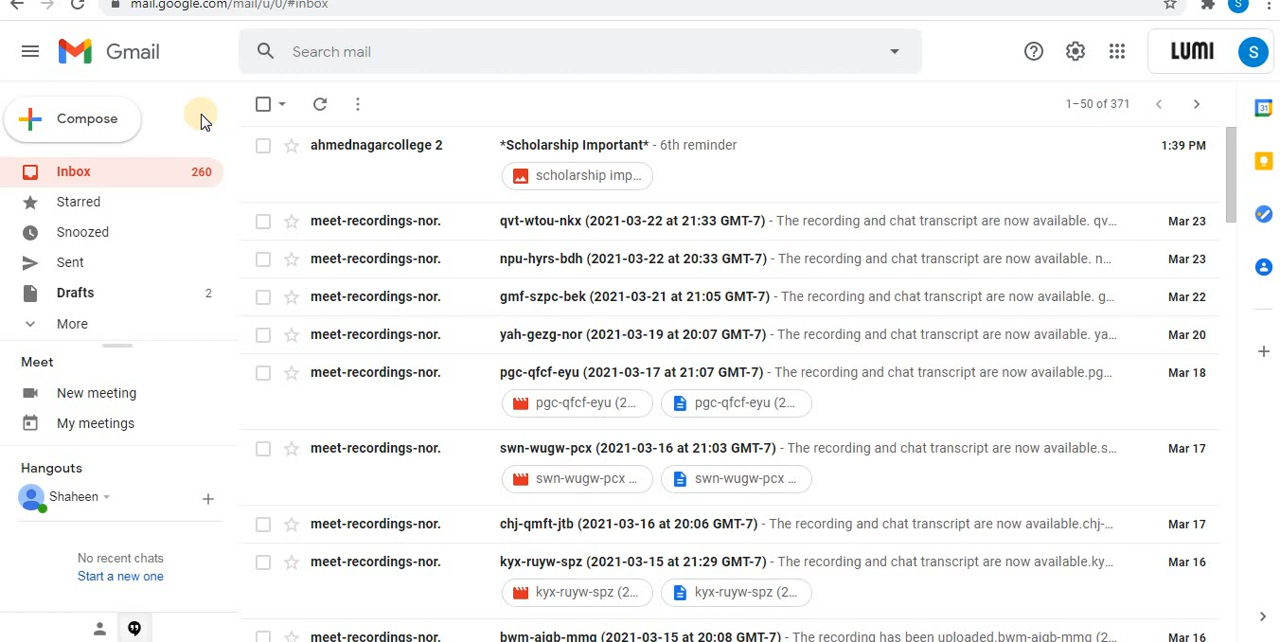 mail.google.com/mail/u/0/#inbox
S
Gmail
Search mail
LUMI
S
Compose
1–50 of 371
31
Inbox 260
Starred
Snoozed
Sent
Drafts 2
More
Meet
New meeting
My meetings
Hangouts
Shaheen
No recent chats
Start a new one
ahmednagarcollege 2 *Scholarship Important* - 6th reminder 1:39 PM
scholarship imp...
meet-recordings-nor. qvt-wtou-nkx (2021-03-22 at 21:33 GMT-7) - The recording and chat transcript are now available. qv... Mar 23
meet-recordings-nor. npu-hyrs-bdh (2021-03-22 at 20:33 GMT-7) - The recording and chat transcript are now available. n... Mar 23
meet-recordings-nor. gmf-szpc-bek (2021-03-21 at 21:05 GMT-7) - The recording and chat transcript are now available. g... Mar 22
meet-recordings-nor. yah-gezg-nor (2021-03-19 at 20:07 GMT-7) - The recording and chat transcript are now available. ya... Mar 20
meet-recordings-nor. pgc-qfcf-eyu (2021-03-17 at 21:07 GMT-7) - The recording and chat transcript are now available.pg... Mar 18
pgc-qfcf-eyu (2... pgc-qfcf-eyu (2...
meet-recordings-nor. swn-wugw-pcx (2021-03-16 at 21:03 GMT-7) - The recording and chat transcript are now available.s... Mar 17
swn-wugw-pcx ... swn-wugw-pcx ...
meet-recordings-nor. chj-qmft-jtb (2021-03-16 at 20:06 GMT-7) - The recording and chat transcript are now available.chj-... Mar 17
meet-recordings-nor. kyx-ruyw-spz (2021-03-15 at 21:29 GMT-7) - The recording and chat transcript are now available.ky... Mar 16
kyx-ruyw-spz (2... kyx-ruyw-spz (2...
meet-recordings-nor. bwm-aigb-mmg (2021-03-15 at 20:08 GMT-7) - The recording has been uploaded.bwm-aigb-mmg (2... Mar 16